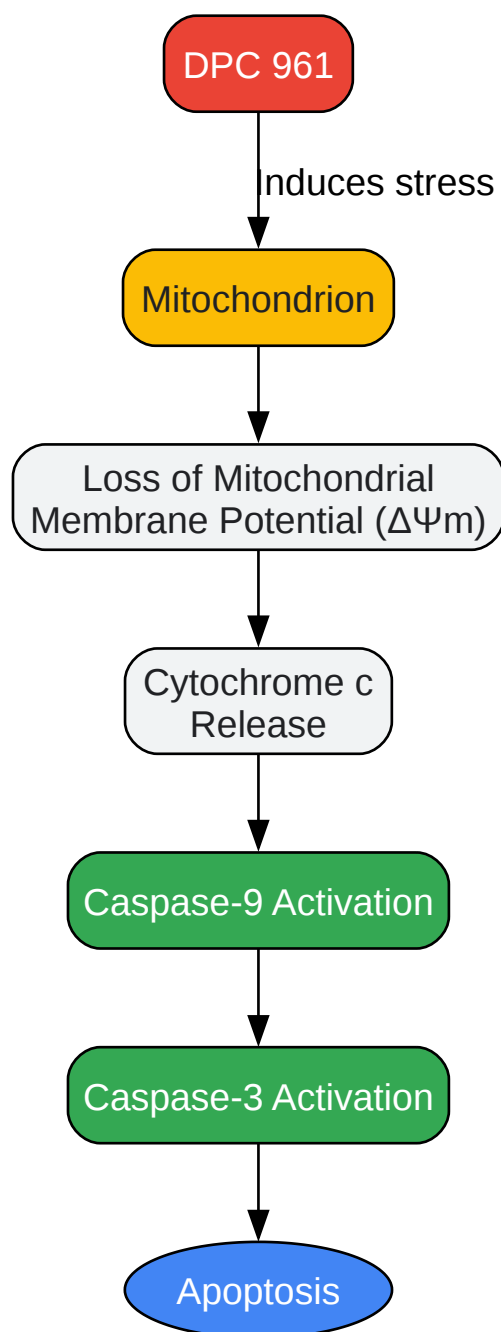 DPC 961
Induces stress
Mitochondrion
Loss of Mitochondrial
Membrane Potential (ΔΨm)
Cytochrome c
Release
Caspase-9 Activation
Caspase-3 Activation
Apoptosis